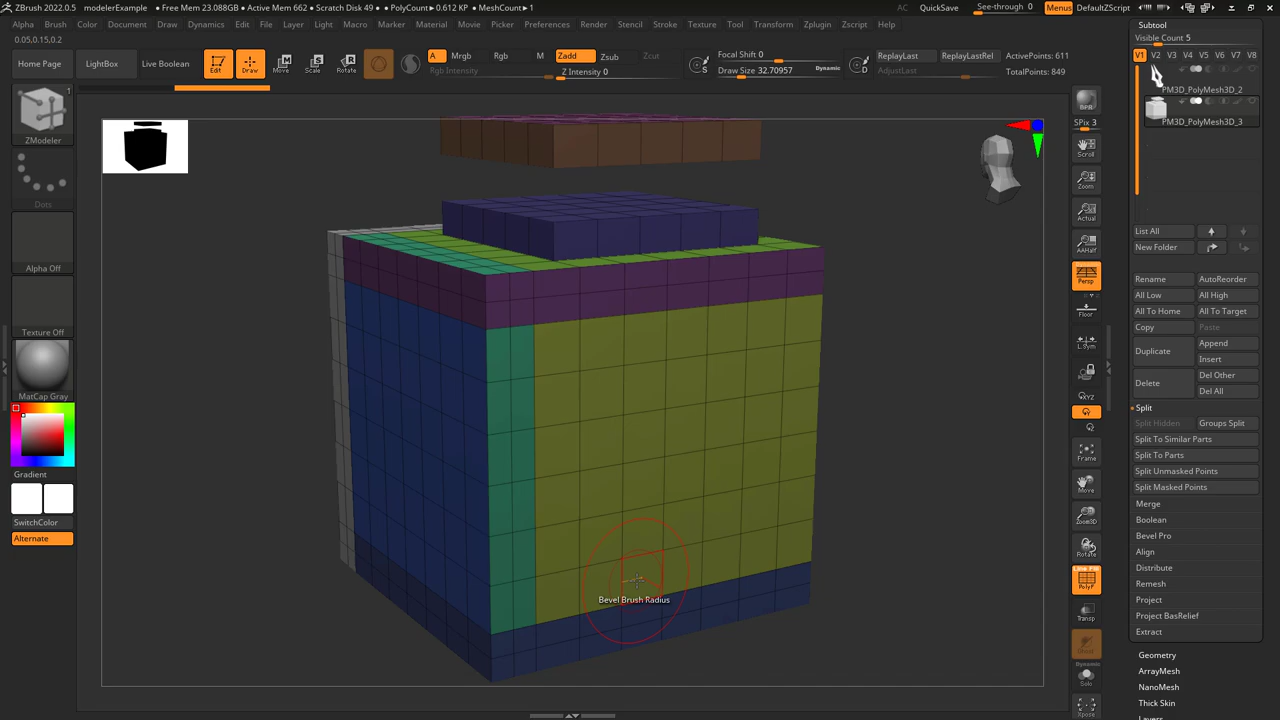 ZBrush 2022.0.5 modelerExample • Free Mem 23.088GB • Active Mem 662 • Scratch Disk 49 • PolyCount▸0.612 KP • MeshCount▸1 AC QuickSave See-through 0 Menus DefaultZScript
Alpha Brush Color Document Draw Dynamics Edit File Layer Light Macro Marker Material Movie Picker Preferences Render Stencil Stroke Texture Tool Transform Zplugin Zscript Help
0.05,0.15,0.2
Home Page LightBox Live Boolean Edit Draw Move Scale Rotate
A Mrgb Rgb M Zadd Zsub Zcut
Rgb Intensity Z Intensity 0
S Focal Shift 0
Draw Size 32.70957 Dynamic
D ReplayLast ReplayLastRel ActivePoints: 611
AdjustLast TotalPoints: 849
1
ZModeler
Dots
Alpha Off
Texture Off
MatCap Gray
Gradient
SwitchColor
Alternate
Bevel Brush Radius
BPR
SPix 3
Scroll
Zoom
Actual
AAHalf
Persp
Floor
L.Sym
XYZ
Frame
Move
Zoom3D
Rotate
Line Fill
PolyF
Transp
Ghost
Dynamic
Solo
Xpose
Subtool
Visible Count 5
V1 V2 V3 V4 V5 V6 V7 V8
PM3D_PolyMesh3D_2
PM3D_PolyMesh3D_3
List All
New Folder
Rename AutoReorder
All Low All High
All To Home All To Target
Copy Paste
Duplicate Append
Insert
Delete Del Other
Del All
Split
Split Hidden Groups Split
Split To Similar Parts
Split To Parts
Split Unmasked Points
Split Masked Points
Merge
Boolean
Bevel Pro
Align
Distribute
Remesh
Project
Project BasRelief
Extract
Geometry
ArrayMesh
NanoMesh
Thick Skin
Layers